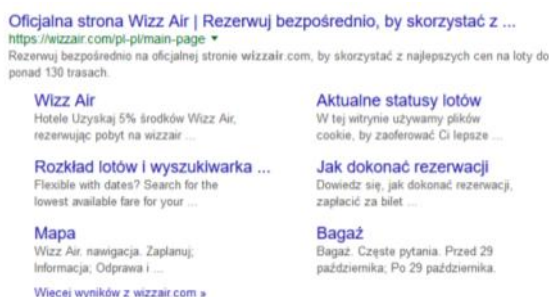 Oficjalna strona Wizz Air | Rezerwuj bezpośrednio, by skorzystać z ...
https://wizzair.com/pl-pl/main-page
Rezerwuj bezpośrednio na oficjalnej stronie wizzair.com, by skorzystać z najlepszych cen na loty do
ponad 130 trasach.
Wizz Air
Hotele Uzyskaj 5% środków Wizz Air,
rezerwując pobyt na wizzair ...
Aktualne statusy lotów
W tej witrynie używamy plików
cookie, by zaoferować Ci lepsze ...
Rozkład lotów i wyszukiwarka ...
Flexible with dates? Search for the
lowest available fare for your ...
Jak dokonać rezerwacji
Dowiedz się, jak dokonać rezerwacji,
zapłacić za bilet ...
Mapa
Wizz Air. nawigacja. Zaplanuj;
Informacja; Odprawa i ...
Bagaż
Bagaż. Częste pytania. Przed 29
października; Po 29 października.
Więcej wyników z wizzair.com »